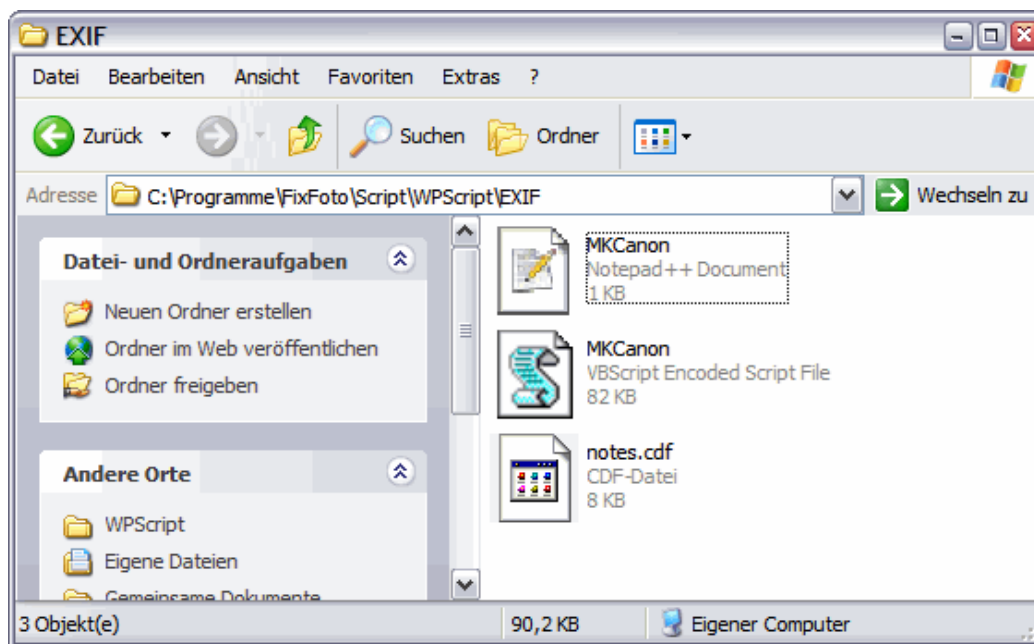 EXIF
Datei Bearbeiten Ansicht Favoriten Extras ?
Zurück Suchen Ordner
Adresse C:\Programme\FixFoto\Script\WPScript\EXIF Wechseln zu
Datei- und Ordneraufgaben
Neuen Ordner erstellen
Ordner im Web veröffentlichen
Ordner freigeben
Andere Orte
WPScript
Eigene Dateien
Gemeinsame Dokumente
MKCanon
Notepad++ Document
1 KB
MKCanon
VBScript Encoded Script File
82 KB
notes.cdf
CDF-Datei
8 KB
3 Objekt(e) 90,2 KB Eigener Computer